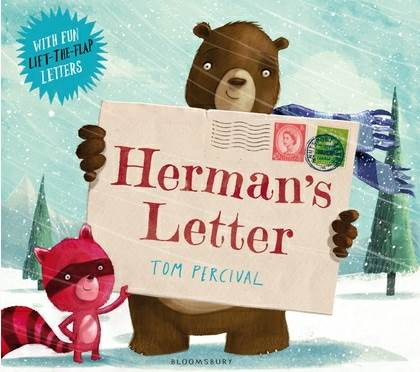 WITH FUN
LIFT-THE-FLAP
LETTERS
Herman's
Letter
TOM PERCIVAL
BLOOMSBURY